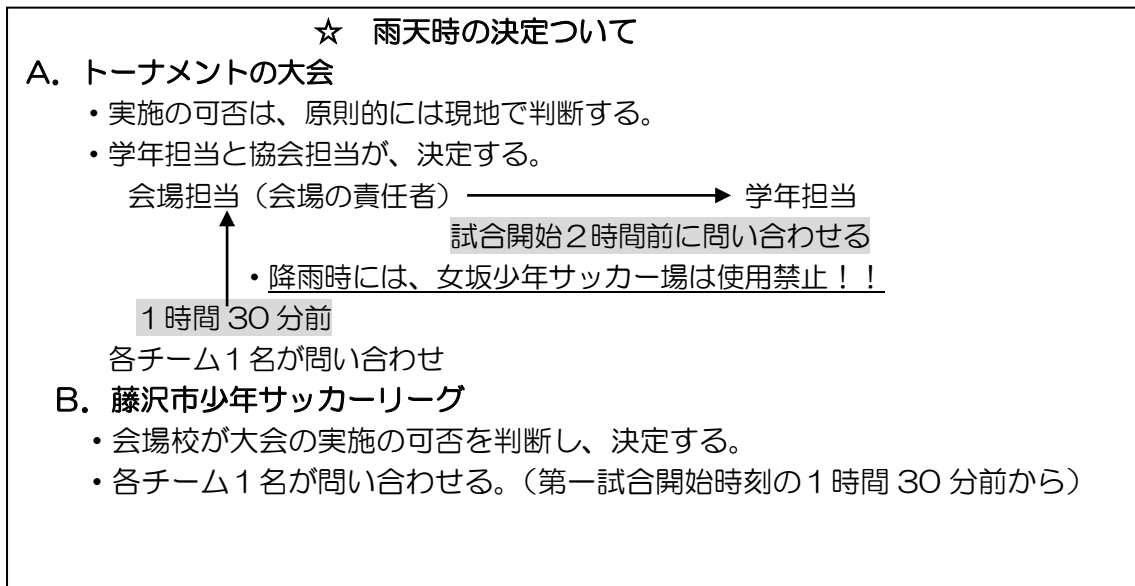 ☆　雨天時の決定ついて
A．トーナメントの大会
・実施の可否は、原則的には現地で判断する。
・学年担当と協会担当が、決定する。
会場担当（会場の責任者）　学年担当
試合開始２時間前に問い合わせる
・降雨時には、女坂少年サッカー場は使用禁止！！
１時間 30 分前
各チーム１名が問い合わせ
B．藤沢市少年サッカーリーグ
・会場校が大会の実施の可否を判断し、決定する。
・各チーム１名が問い合わせる。（第一試合開始時刻の１時間 30 分前から）